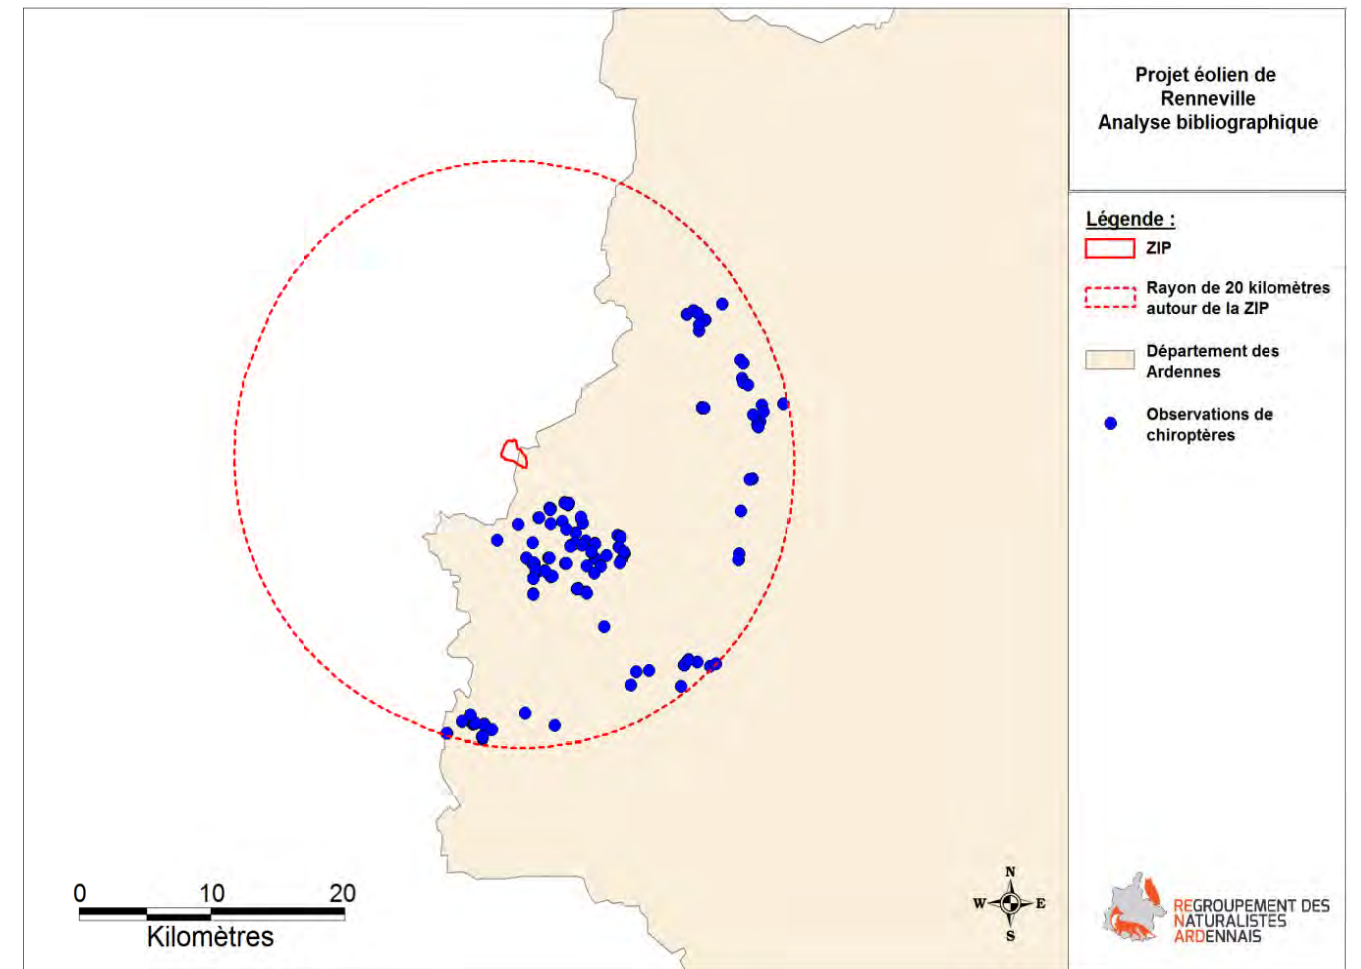 Projet éolien de
Renneville
Analyse bibliographique
Légende :
ZIP
Rayon de 20 kilomètres
autour de la ZIP
Département des
Ardennes
Observations de
chiroptères
0 10 20
Kilomètres
N
W E
S
REGROUPEMENT DES
NATURALISTES
ARDENNAIS